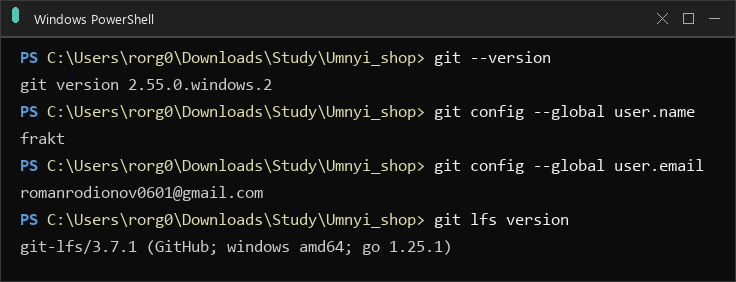 Windows PowerShell
PS C:\Users\rorg0\Downloads\Study\Umnyi_shop> git --version
git version 2.55.0.windows.2
PS C:\Users\rorg0\Downloads\Study\Umnyi_shop> git config --global user.name
frakt
PS C:\Users\rorg0\Downloads\Study\Umnyi_shop> git config --global user.email
romanrodionov0601@gmail.com
PS C:\Users\rorg0\Downloads\Study\Umnyi_shop> git lfs version
git-lfs/3.7.1 (GitHub; windows amd64; go 1.25.1)